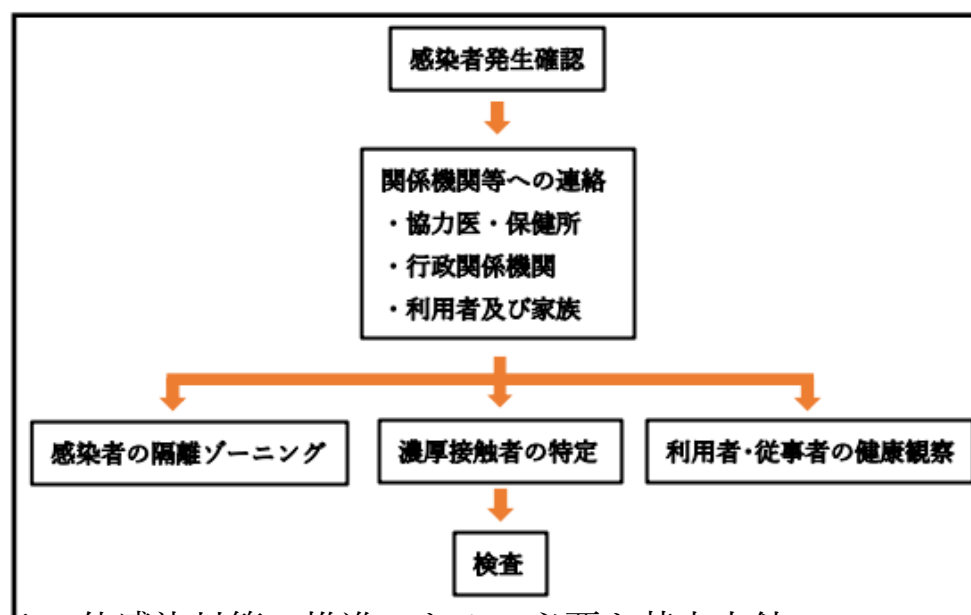 感染者発生確認
関係機関等への連絡
・協力医・保健所
・行政関係機関
・利用者及び家族
感染者の隔離ゾーニング
濃厚接触者の特定
利用者・従事者の健康観察
検査